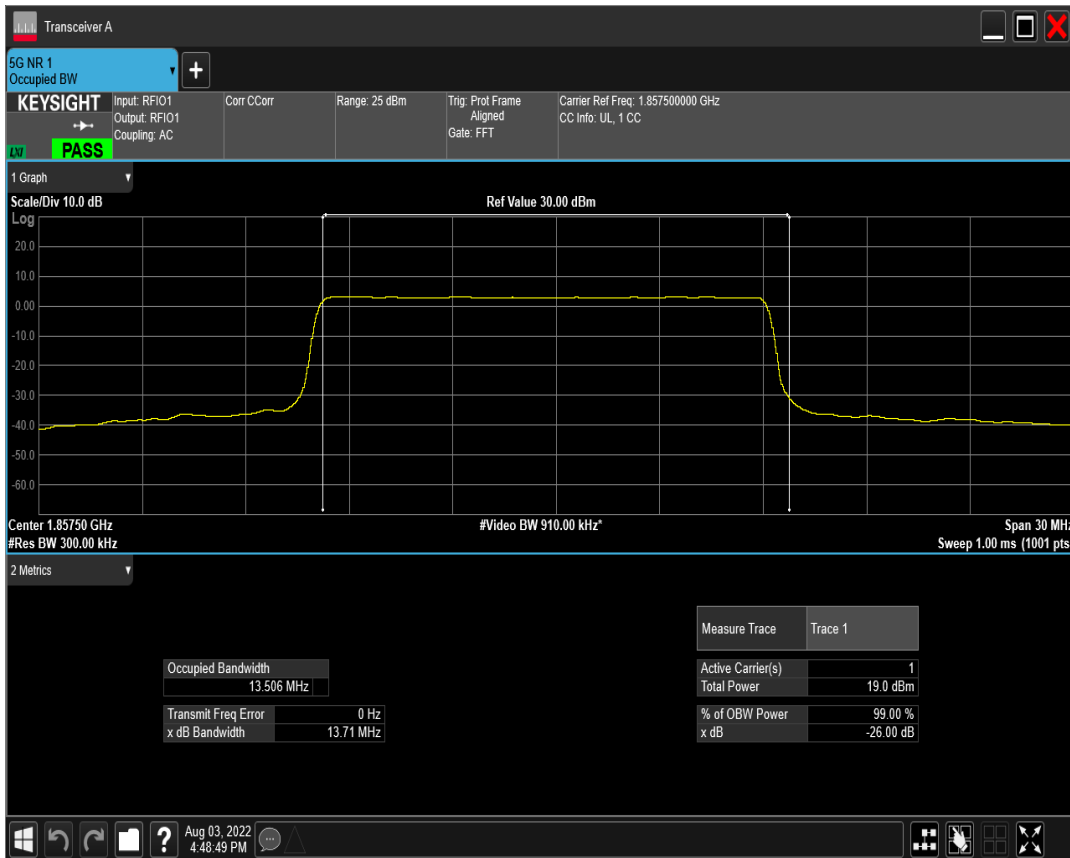 Transceiver A
5G NR 1
Occupied BW
+
KEYSIGHT
LXI
PASS
Input: RFIO1
Output: RFIO1
Coupling: AC
Corr CCorr
Range: 25 dBm
Trig: Prot Frame
Aligned
Gate: FFT
Carrier Ref Freq: 1.857500000 GHz
CC Info: UL, 1 CC
1 Graph
Scale/Div 10.0 dB
Ref Value 30.00 dBm
Log
20.0
10.0
0.00
-10.0
-20.0
-30.0
-40.0
-50.0
-60.0
Center 1.85750 GHz
#Video BW 910.00 kHz*
Span 30 MHz
#Res BW 300.00 kHz
Sweep 1.00 ms (1001 pts
2 Metrics
Measure Trace Trace 1
Occupied Bandwidth
13.506 MHz
Transmit Freq Error 0 Hz
x dB Bandwidth 13.71 MHz
Active Carrier(s) 1
Total Power 19.0 dBm
% of OBW Power 99.00 %
x dB -26.00 dB
?
Aug 03, 2022
4:48:49 PM